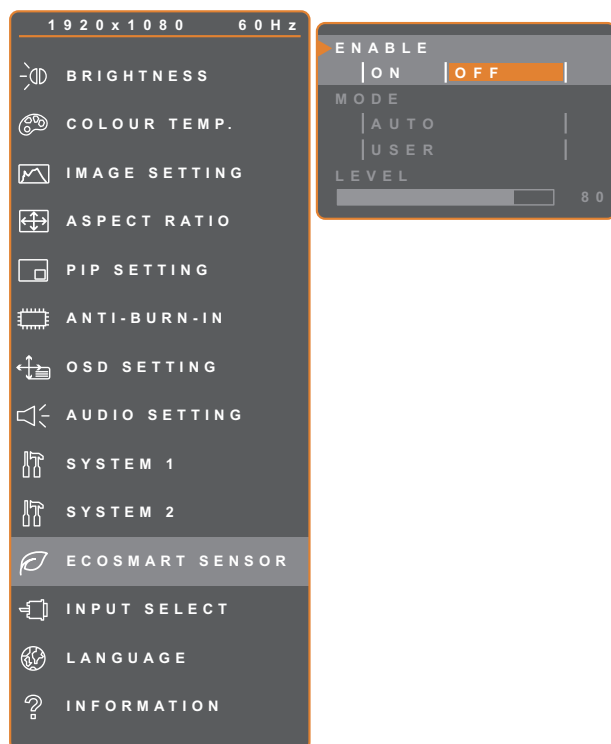 1920x1080 60Hz
BRIGHTNESS
COLOUR TEMP.
IMAGE SETTING
ASPECT RATIO
PIP SETTING
ANTI-BURN-IN
OSD SETTING
AUDIO SETTING
SYSTEM 1
SYSTEM 2
ECOSMART SENSOR
INPUT SELECT
LANGUAGE
INFORMATION
ENABLE
ON OFF
MODE
AUTO
USER
LEVEL
80